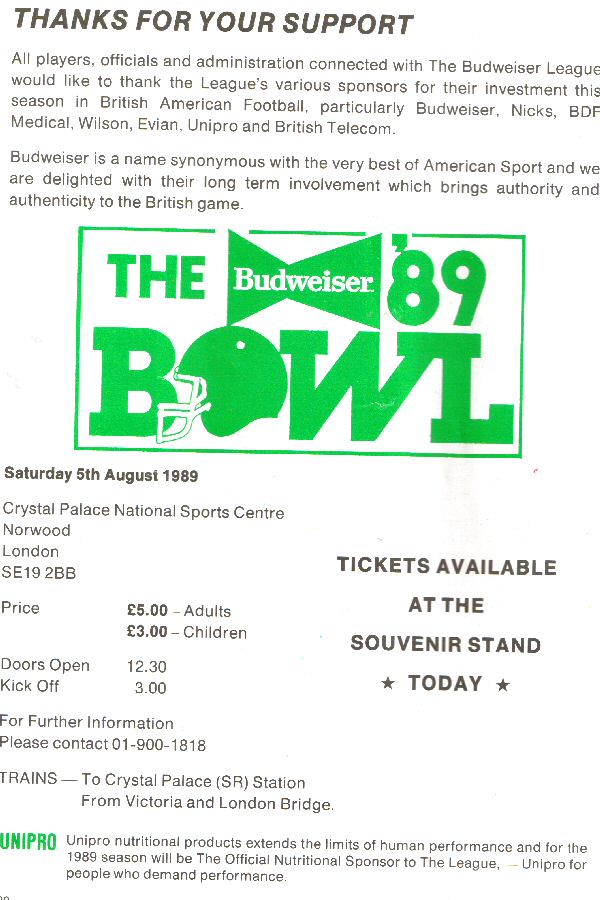 THANKS FOR YOUR SUPPORT
All players, officials and administration connected with The Budweiser League
would like to thank the League's various sponsors for their investment this
season in British American Football, particularly Budweiser, Nicks, BDF
Medical, Wilson, Evian, Unipro and British Telecom.
Budweiser is a name synonymous with the very best of American Sport and we
are delighted with their long term involvement which brings authority and
authenticity to the British game.
THE Budweiser '89
BOWL
Saturday 5th August 1989
Crystal Palace National Sports Centre
Norwood
London
SE19 2BB
Price £5.00 – Adults
£3.00 – Children
Doors Open 12.30
Kick Off 3.00
TICKETS AVAILABLE
AT THE
SOUVENIR STAND
★ TODAY ★
For Further Information
Please contact 01-900-1818
TRAINS — To Crystal Palace (SR) Station
From Victoria and London Bridge.
UNIPRO Unipro nutritional products extends the limits of human performance and for the
1989 season will be The Official Nutritional Sponsor to The League, — Unipro for
people who demand performance.